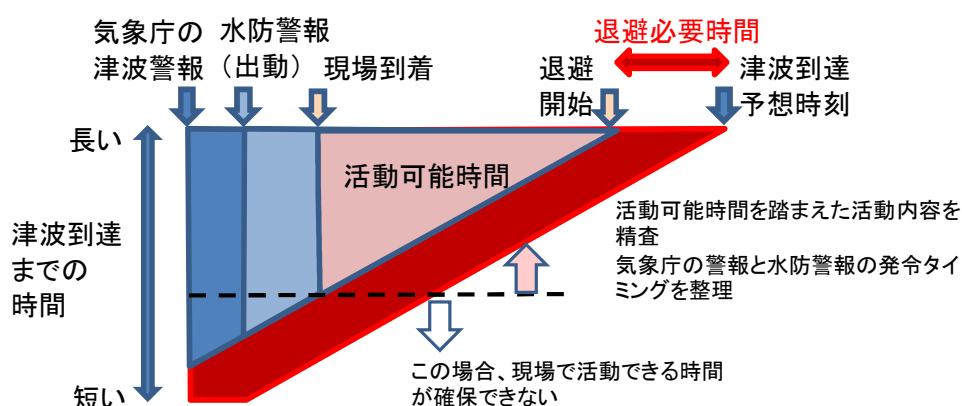 気象庁の
津波警報
水防警報
（出動）
現場到着
退避
開始
退避必要時間
津波到達
予想時刻
長い
活動可能時間
津波到達
までの
時間
短い
活動可能時間を踏まえた活動内容を
精査
気象庁の警報と水防警報の発令タイ
ミングを整理
この場合、現場で活動できる時間
が確保できない